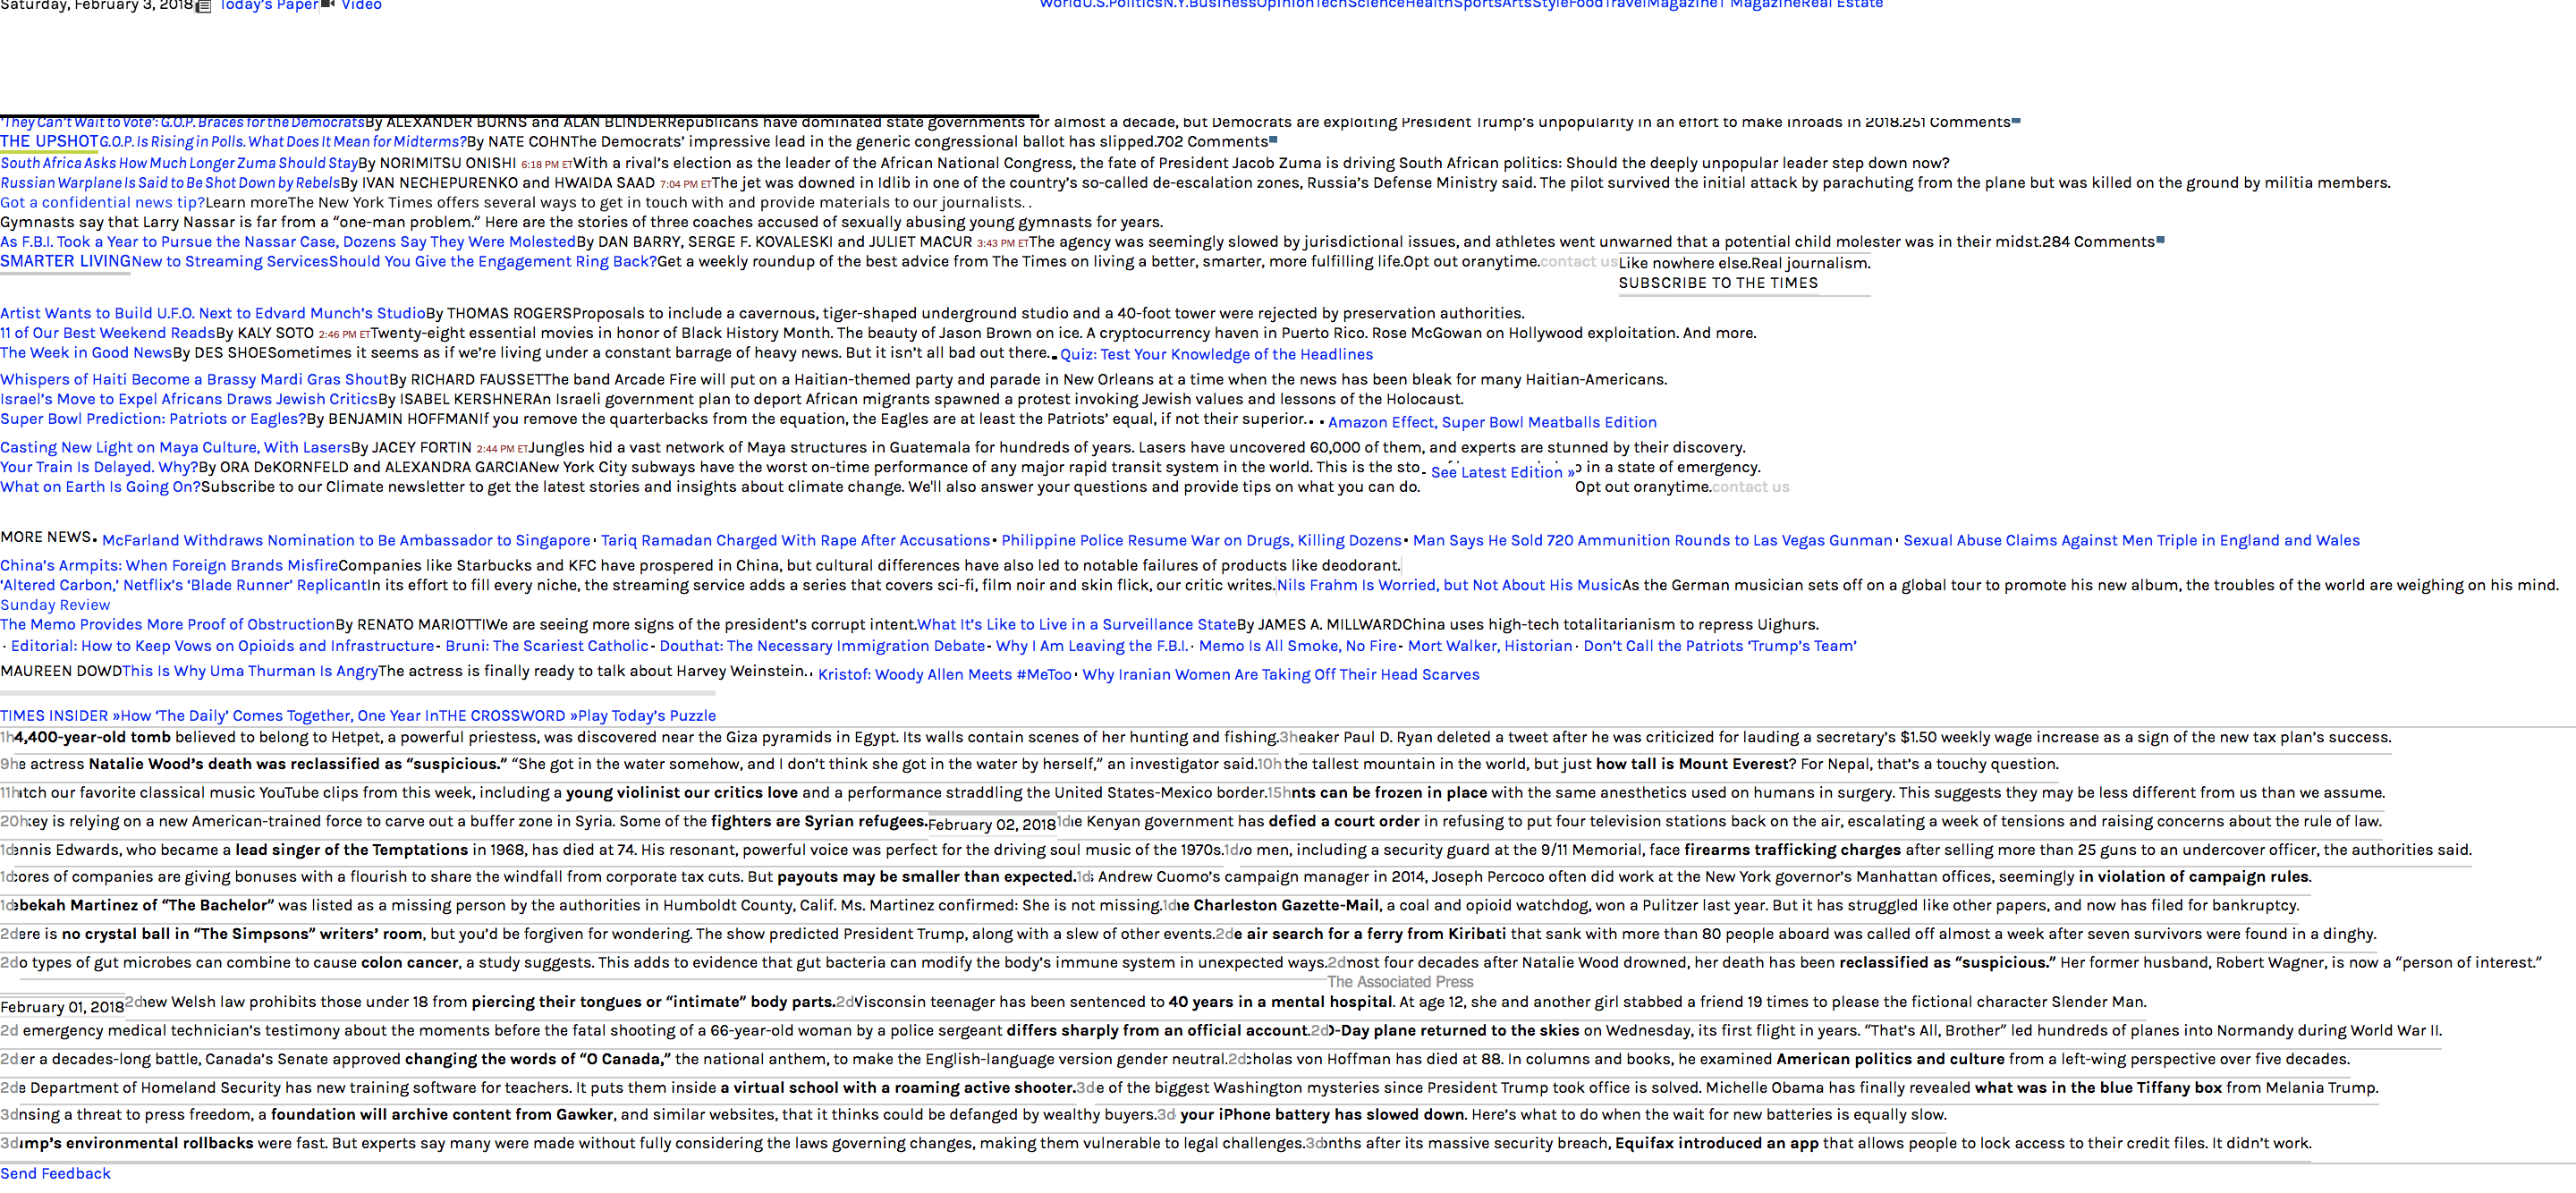 Saturday, February 3, 2018 Today's Paper Video WorldU.S.PoliticsN.Y.BusinessOpinionTechScienceHealthSportsArtsStyleFoodTravelMagazineT MagazineReal Estate
'They Can't Wait to Vote': G.O.P. Braces for the DemocratsBy ALEXANDER BURNS and ALAN BLINDERRepublicans have dominated state governments for almost a decade, but Democrats are exploiting President Trump's unpopularity in an effort to make inroads in 2018.251 Comments
THE UPSHOTG.O.P. Is Rising in Polls. What Does It Mean for Midterms?By NATE COHNThe Democrats' impressive lead in the generic congressional ballot has slipped.702 Comments
South Africa Asks How Much Longer Zuma Should StayBy NORIMITSU ONISHI 6:18 PM ETWith a rival's election as the leader of the African National Congress, the fate of President Jacob Zuma is driving South African politics: Should the deeply unpopular leader step down now?
Russian Warplane Is Said to Be Shot Down by RebelsBy IVAN NECHEPURENKO and HWAIDA SAAD 7:04 PM ETThe jet was downed in Idlib in one of the country's so-called de-escalation zones, Russia's Defense Ministry said. The pilot survived the initial attack by parachuting from the plane but was killed on the ground by militia members.
Got a confidential news tip?Learn moreThe New York Times offers several ways to get in touch with and provide materials to our journalists. .
Gymnasts say that Larry Nassar is far from a “one-man problem.” Here are the stories of three coaches accused of sexually abusing young gymnasts for years.
As F.B.I. Took a Year to Pursue the Nassar Case, Dozens Say They Were MolestedBy DAN BARRY, SERGE F. KOVALESKI and JULIET MACUR 3:43 PM ETThe agency was seemingly slowed by jurisdictional issues, and athletes went unwarned that a potential child molester was in their midst.284 Comments
SMARTER LIVINGNew to Streaming ServicesShould You Give the Engagement Ring Back?Get a weekly roundup of the best advice from The Times on living a better, smarter, more fulfilling life.Opt out oranytime.contact usLike nowhere else.Real journalism.
SUBSCRIBE TO THE TIMES
Artist Wants to Build U.F.O. Next to Edvard Munch's StudioBy THOMAS ROGERSProposals to include a cavernous, tiger-shaped underground studio and a 40-foot tower were rejected by preservation authorities.
11 of Our Best Weekend ReadsBy KALY SOTO 2:46 PM ETTwenty-eight essential movies in honor of Black History Month. The beauty of Jason Brown on ice. A cryptocurrency haven in Puerto Rico. Rose McGowan on Hollywood exploitation. And more.
The Week in Good NewsBy DES SHOESometimes it seems as if we're living under a constant barrage of heavy news. But it isn't all bad out there. Quiz: Test Your Knowledge of the Headlines
Whispers of Haiti Become a Brassy Mardi Gras ShoutBy RICHARD FAUSSETThe band Arcade Fire will put on a Haitian-themed party and parade in New Orleans at a time when the news has been bleak for many Haitian-Americans.
Israel's Move to Expel Africans Draws Jewish CriticsBy ISABEL KERSHNERAn Israeli government plan to deport African migrants spawned a protest invoking Jewish values and lessons of the Holocaust.
Super Bowl Prediction: Patriots or Eagles?By BENJAMIN HOFFMANIf you remove the quarterbacks from the equation, the Eagles are at least the Patriots' equal, if not their superior. • • Amazon Effect, Super Bowl Meatballs Edition
Casting New Light on Maya Culture, With LasersBy JACEY FORTIN 2:44 PM ETJungles hid a vast network of Maya structures in Guatemala for hundreds of years. Lasers have uncovered 60,000 of them, and experts are stunned by their discovery.
Your Train Is Delayed. Why?By ORA DeKORNFELD and ALEXANDRA GARCIANew York City subways have the worst on-time performance of any major rapid transit system in the world. This is the sto See Latest Edition » in a state of emergency.
What on Earth Is Going On?Subscribe to our Climate newsletter to get the latest stories and insights about climate change. We'll also answer your questions and provide tips on what you can do. Opt out oranytime.contact us
MORE NEWS• McFarland Withdraws Nomination to Be Ambassador to Singapore• Tariq Ramadan Charged With Rape After Accusations• Philippine Police Resume War on Drugs, Killing Dozens• Man Says He Sold 720 Ammunition Rounds to Las Vegas Gunman• Sexual Abuse Claims Against Men Triple in England and Wales
China's Armpits: When Foreign Brands MisfireCompanies like Starbucks and KFC have prospered in China, but cultural differences have also led to notable failures of products like deodorant.
'Altered Carbon,' Netflix's 'Blade Runner' ReplicantIn its effort to fill every niche, the streaming service adds a series that covers sci-fi, film noir and skin flick, our critic writes.Nils Frahm Is Worried, but Not About His MusicAs the German musician sets off on a global tour to promote his new album, the troubles of the world are weighing on his mind.
Sunday Review
The Memo Provides More Proof of ObstructionBy RENATO MARIOTTIWe are seeing more signs of the president's corrupt intent.What It's Like to Live in a Surveillance StateBy JAMES A. MILLWARDChina uses high-tech totalitarianism to repress Uighurs.
• Editorial: How to Keep Vows on Opioids and Infrastructure• Bruni: The Scariest Catholic• Douthat: The Necessary Immigration Debate• Why I Am Leaving the F.B.I.• Memo Is All Smoke, No Fire• Mort Walker, Historian• Don't Call the Patriots 'Trump's Team'
MAUREEN DOWDThis Is Why Uma Thurman Is AngryThe actress is finally ready to talk about Harvey Weinstein.• Kristof: Woody Allen Meets #MeToo• Why Iranian Women Are Taking Off Their Head Scarves
TIMES INSIDER »How 'The Daily' Comes Together, One Year InTHE CROSSWORD »Play Today's Puzzle
1h4,400-year-old tomb believed to belong to Hetpet, a powerful priestess, was discovered near the Giza pyramids in Egypt. Its walls contain scenes of her hunting and fishing.3heaker Paul D. Ryan deleted a tweet after he was criticized for lauding a secretary's $1.50 weekly wage increase as a sign of the new tax plan's success.
9he actress Natalie Wood's death was reclassified as “suspicious.” “She got in the water somehow, and I don't think she got in the water by herself,” an investigator said.10h the tallest mountain in the world, but just how tall is Mount Everest? For Nepal, that's a touchy question.
11htch our favorite classical music YouTube clips from this week, including a young violinist our critics love and a performance straddling the United States-Mexico border.15hnts can be frozen in place with the same anesthetics used on humans in surgery. This suggests they may be less different from us than we assume.
20hey is relying on a new American-trained force to carve out a buffer zone in Syria. Some of the fighters are Syrian refugees.February 02, 20181de Kenyan government has defied a court order in refusing to put four television stations back on the air, escalating a week of tensions and raising concerns about the rule of law.
1dennis Edwards, who became a lead singer of the Temptations in 1968, has died at 74. His resonant, powerful voice was perfect for the driving soul music of the 1970s.1do men, including a security guard at the 9/11 Memorial, face firearms trafficking charges after selling more than 25 guns to an undercover officer, the authorities said.
1dcores of companies are giving bonuses with a flourish to share the windfall from corporate tax cuts. But payouts may be smaller than expected.1ds Andrew Cuomo's campaign manager in 2014, Joseph Percoco often did work at the New York governor's Manhattan offices, seemingly in violation of campaign rules.
1debekah Martinez of “The Bachelor” was listed as a missing person by the authorities in Humboldt County, Calif. Ms. Martinez confirmed: She is not missing.1dhe Charleston Gazette-Mail, a coal and opioid watchdog, won a Pulitzer last year. But it has struggled like other papers, and now has filed for bankruptcy.
2dere is no crystal ball in “The Simpsons” writers' room, but you'd be forgiven for wondering. The show predicted President Trump, along with a slew of other events.2de air search for a ferry from Kiribati that sank with more than 80 people aboard was called off almost a week after seven survivors were found in a dinghy.
2do types of gut microbes can combine to cause colon cancer, a study suggests. This adds to evidence that gut bacteria can modify the body's immune system in unexpected ways.2dmost four decades after Natalie Wood drowned, her death has been reclassified as “suspicious.” Her former husband, Robert Wagner, is now a “person of interest.”
The Associated Press
February 01, 20182dnew Welsh law prohibits those under 18 from piercing their tongues or “intimate” body parts.2dVisconsin teenager has been sentenced to 40 years in a mental hospital. At age 12, she and another girl stabbed a friend 19 times to please the fictional character Slender Man.
2d emergency medical technician's testimony about the moments before the fatal shooting of a 66-year-old woman by a police sergeant differs sharply from an official account.2dD-Day plane returned to the skies on Wednesday, its first flight in years. “That's All, Brother” led hundreds of planes into Normandy during World War II.
2der a decades-long battle, Canada's Senate approved changing the words of “O Canada,” the national anthem, to make the English-language version gender neutral.2dcholas von Hoffman has died at 88. In columns and books, he examined American politics and culture from a left-wing perspective over five decades.
2de Department of Homeland Security has new training software for teachers. It puts them inside a virtual school with a roaming active shooter.3de of the biggest Washington mysteries since President Trump took office is solved. Michelle Obama has finally revealed what was in the blue Tiffany box from Melania Trump.
3dnsing a threat to press freedom, a foundation will archive content from Gawker, and similar websites, that it thinks could be defanged by wealthy buyers.3d your iPhone battery has slowed down. Here's what to do when the wait for new batteries is equally slow.
3dump's environmental rollbacks were fast. But experts say many were made without fully considering the laws governing changes, making them vulnerable to legal challenges.3dnths after its massive security breach, Equifax introduced an app that allows people to lock access to their credit files. It didn't work.
Send Feedback